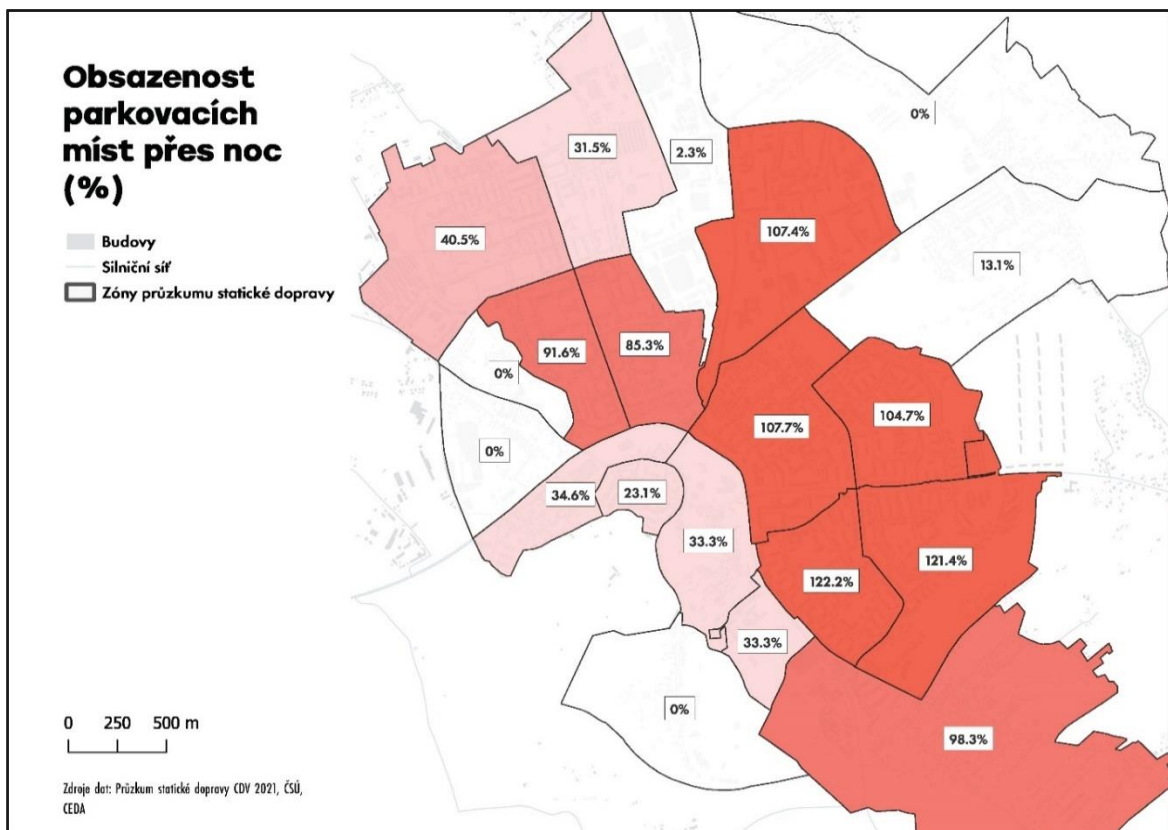 Obsazenost
parkovacích
míst přes noc
(%)
Budovy
Silniční síť
Zóny průzkumu statické dopravy
0%
31.5%
2.3%
107.4%
40.5%
13.1%
91.6%
85.3%
0%
104.7%
107.7%
0%
34.6%
23.1%
33.3%
121.4%
122.2%
33.3%
0%
98.3%
0 250 500 m
Zdroje dat: Průzkum statické dopravy CDV 2021, ČSÚ,
CEDA